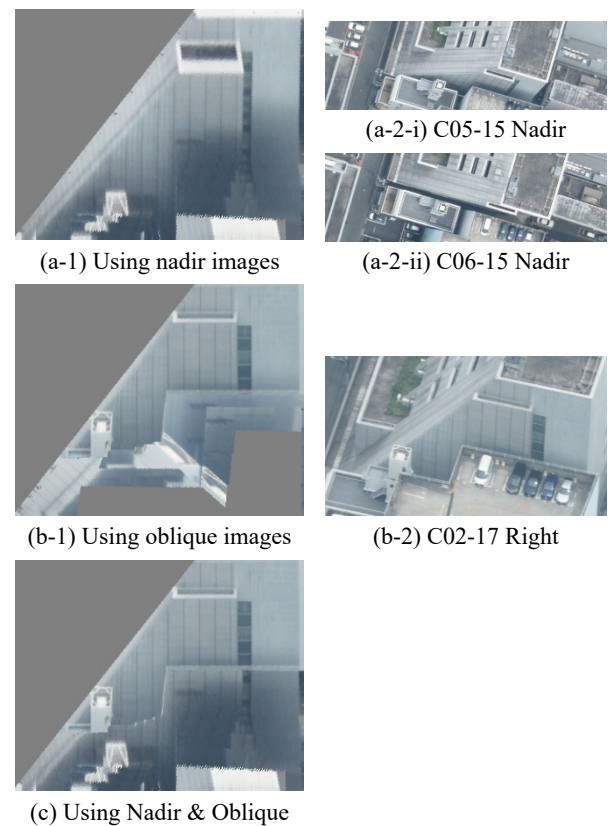 (a-1) Using nadir images
(a-2-i) C05-15 Nadir
(a-2-ii) C06-15 Nadir
(b-1) Using oblique images
(b-2) C02-17 Right
(c) Using Nadir & Oblique